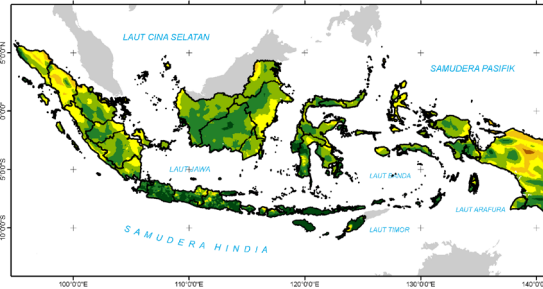 LAUT CINA SELATAN
SAMUDERA PASIFIK
5°0'0"N
0°0'0"
LAUT JAWA
LAUT BANDA
5°0'0"S
LAUT ARAFURA
SAMUDERA HINDIA
LAUT TIMOR
10°0'0"S
100°0'0"E
110°0'0"E
120°0'0"E
130°0'0"E
140°0'0"